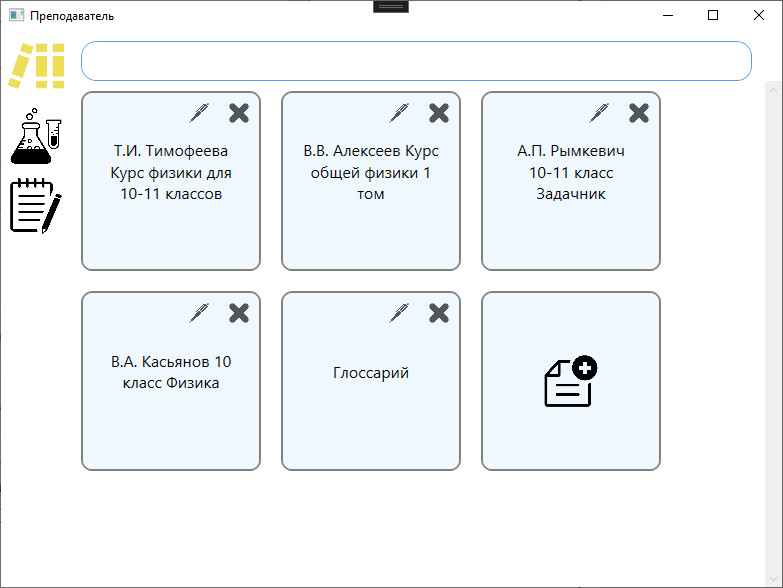 Преподаватель
Т.И. Тимофеева
Курс физики для
10-11 классов
В.В. Алексеев Курс
общей физики 1
том
А.П. Рымкевич
10-11 класс
Задачник
В.А. Касьянов 10
класс Физика
Глоссарий